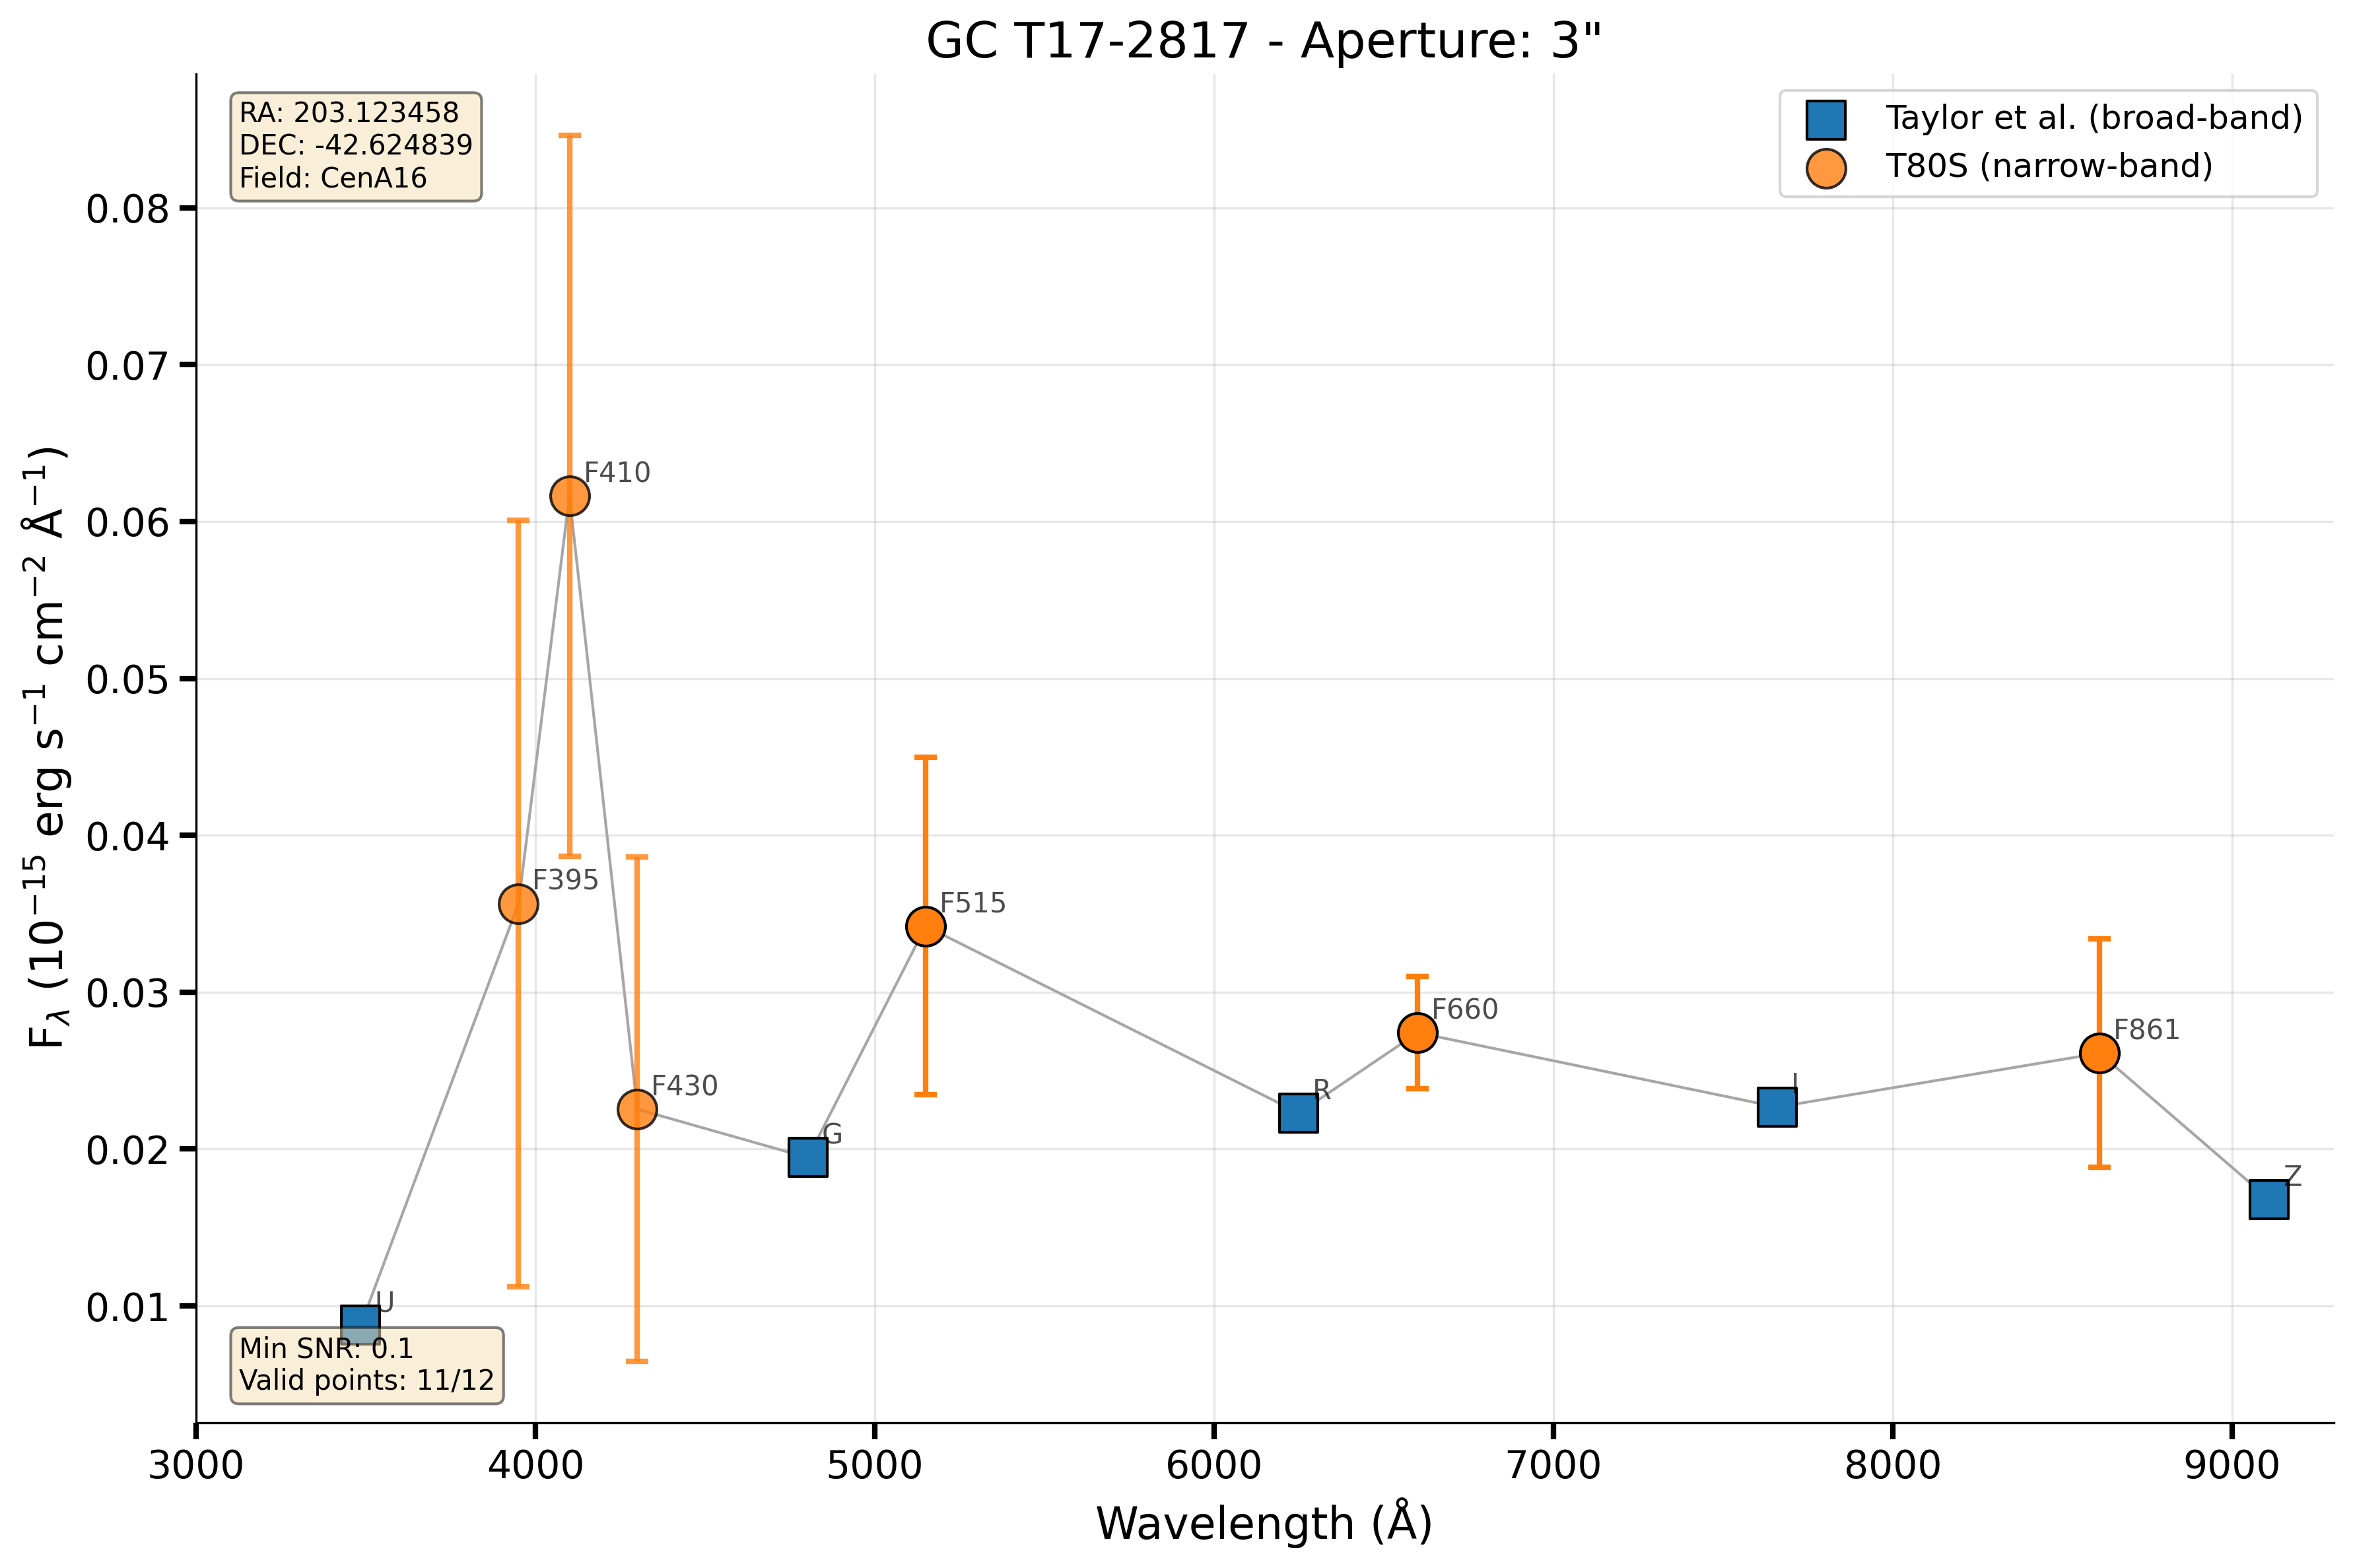 GC T17-2817 - Aperture: 3"
RA: 203.123458
DEC: -42.624839
Field: CenA16
Taylor et al. (broad-band)
T80S (narrow-band)
0.08
0.07
0.06
0.05
0.04
0.03
0.02
0.01
F_λ (10⁻¹⁵ erg s⁻¹ cm⁻² Å⁻¹)
F410
F395
F515
F660
F861
F430
R
I
G
Z
U
Min SNR: 0.1
Valid points: 11/12
3000 4000 5000 6000 7000 8000 9000
Wavelength (Å)